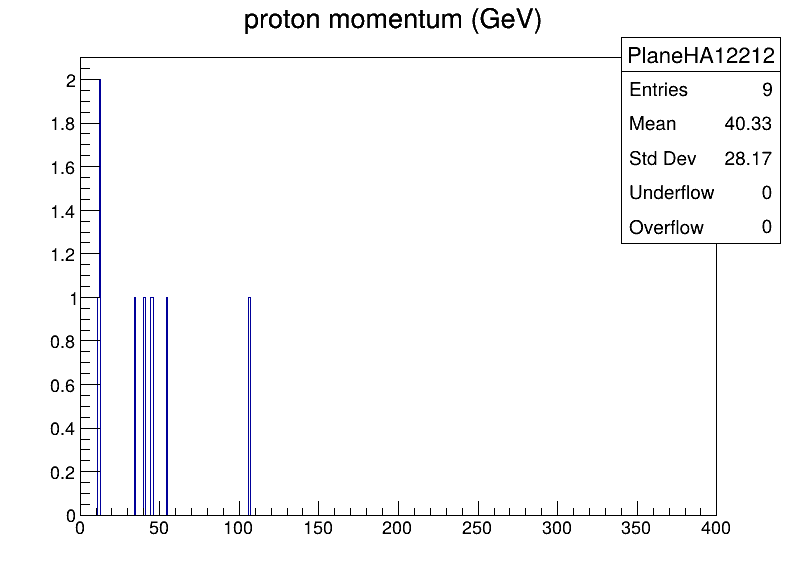 proton momentum (GeV)
PlaneHA12212
Entries 9
Mean 40.33
Std Dev 28.17
Underflow 0
Overflow 0
2
1.8
1.6
1.4
1.2
1
0.8
0.6
0.4
0.2
0
0 50 100 150 200 250 300 350 400